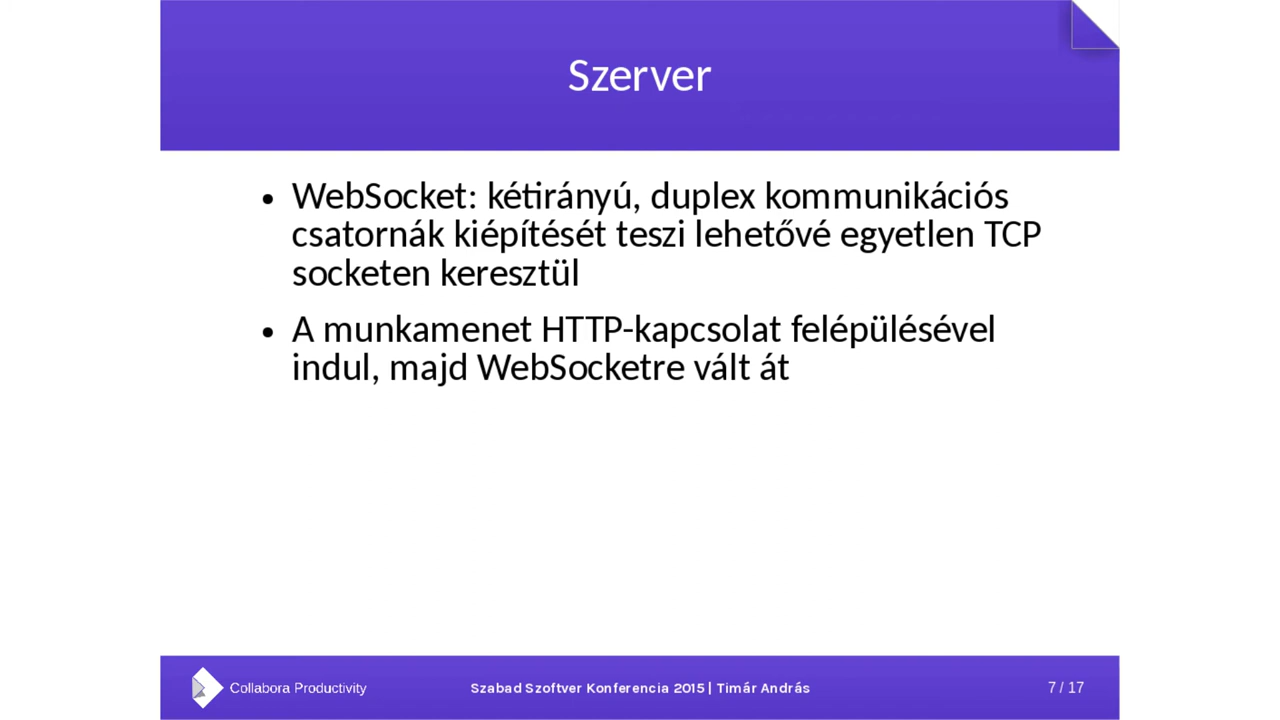 Szerver
• WebSocket: kétirányú, duplex kommunikációs
csatornák kiépítését teszi lehetővé egyetlen TCP
socketen keresztül
• A munkamenet HTTP-kapcsolat felépülésével
indul, majd WebSocketre vált át
Collabora Productivity
Szabad Szoftver Konferencia 2015 | Timár András
7 / 17